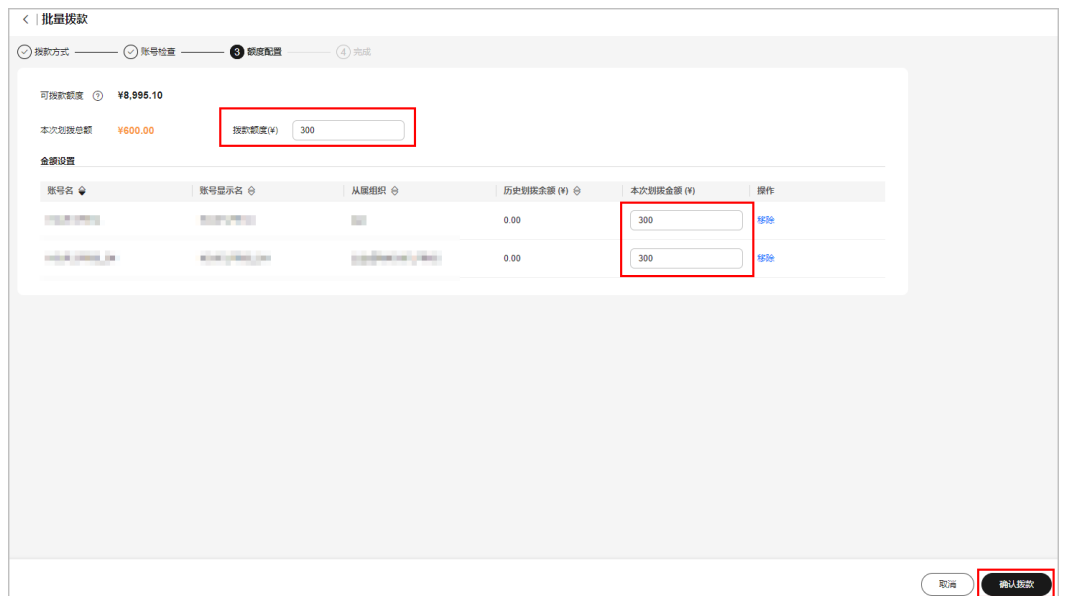 批量拨款
拨款方式 账号检查 3 额度配置 4 完成
可拨款额度 ? ¥8,995.10
本次划拨总额 ¥600.00 拨款额度(¥) 300
金额设置
账号名 账号显示名 从属组织 历史划拨余额 (¥) 本次划拨金额 (¥) 操作
0.00 300 移除
0.00 300 移除
取消 确认拨款